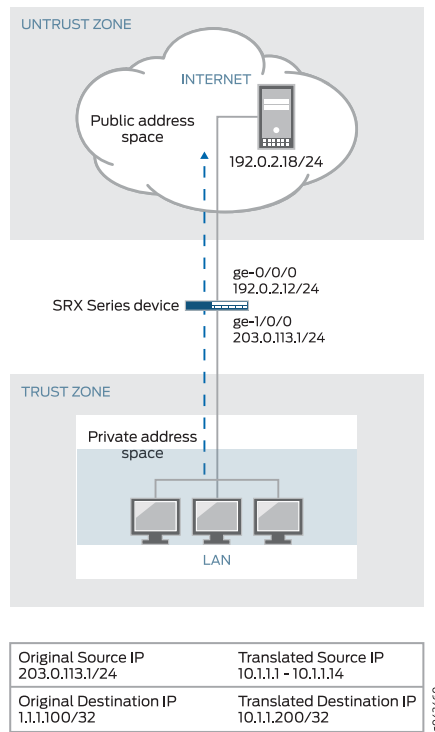 UNTRUST ZONE
INTERNET
Public address
space
192.0.2.18/24
ge-0/0/0
192.0.2.12/24
SRX Series device
ge-1/0/0
203.0.113.1/24
TRUST ZONE
Private address
space
LAN
Original Source IP
203.0.113.1/24
Translated Source IP
10.1.1.1 - 10.1.1.14
Original Destination IP
1.1.1.100/32
Translated Destination IP
10.1.1.200/32